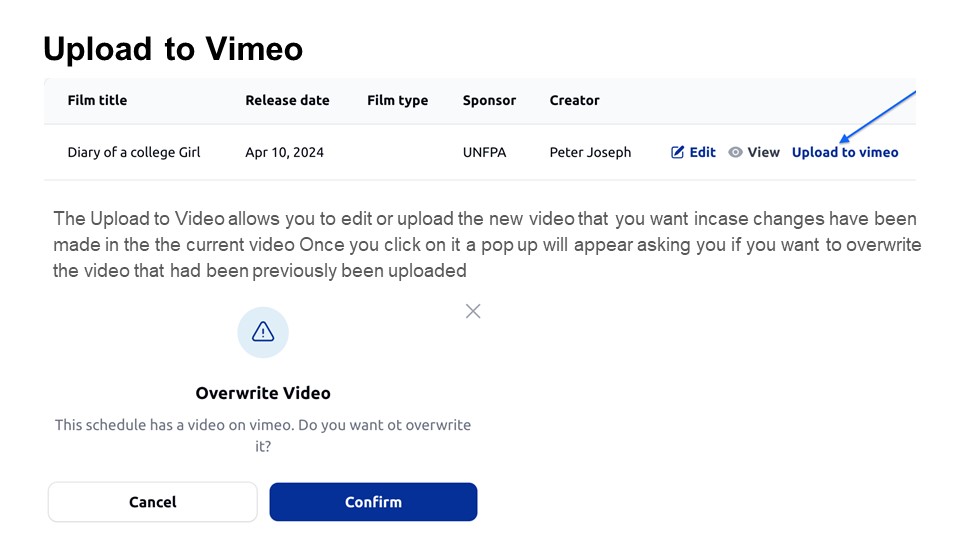 Upload to Vimeo
Film title Release date Film type Sponsor Creator
Diary of a college Girl Apr 10, 2024 UNFPA Peter Joseph Edit View Upload to vimeo
The Upload to Video allows you to edit or upload the new video that you want incase changes have been
made in the the current video Once you click on it a pop up will appear asking you if you want to overwrite
the video that had been previously been uploaded
Overwrite Video
This schedule has a video on vimeo. Do you want ot overwrite
it?
Cancel Confirm